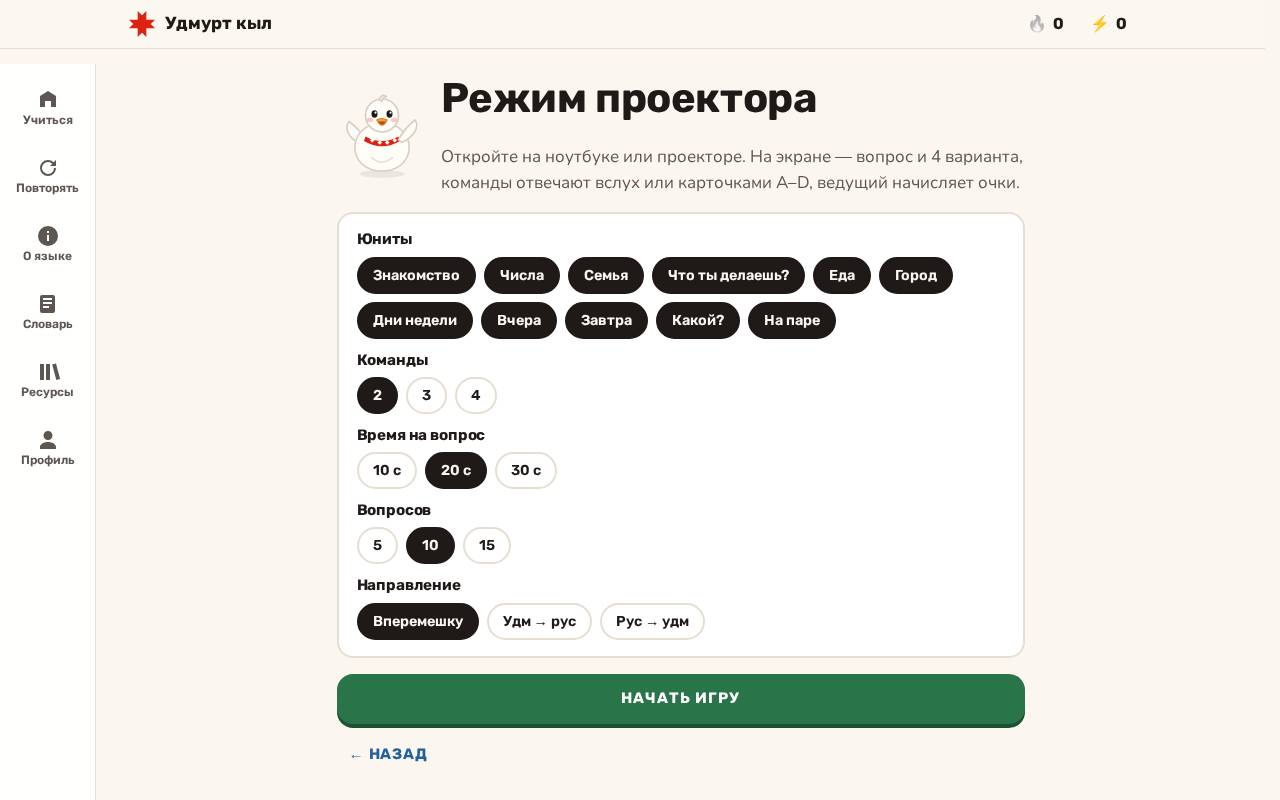 Удмурт кыл
0
0
Учиться
Повторять
О языке
Словарь
Ресурсы
Профиль
Режим проектора
Откройте на ноутбуке или проекторе. На экране — вопрос и 4 варианта,
команды отвечают вслух или карточками A–D, ведущий начисляет очки.
Юниты
Знакомство Числа Семья Что ты делаешь? Еда Город
Дни недели Вчера Завтра Какой? На паре
Команды
2 3 4
Время на вопрос
10 с 20 с 30 с
Вопросов
5 10 15
Направление
Вперемешку Удм → рус Рус → удм
НАЧАТЬ ИГРУ
← НАЗАД